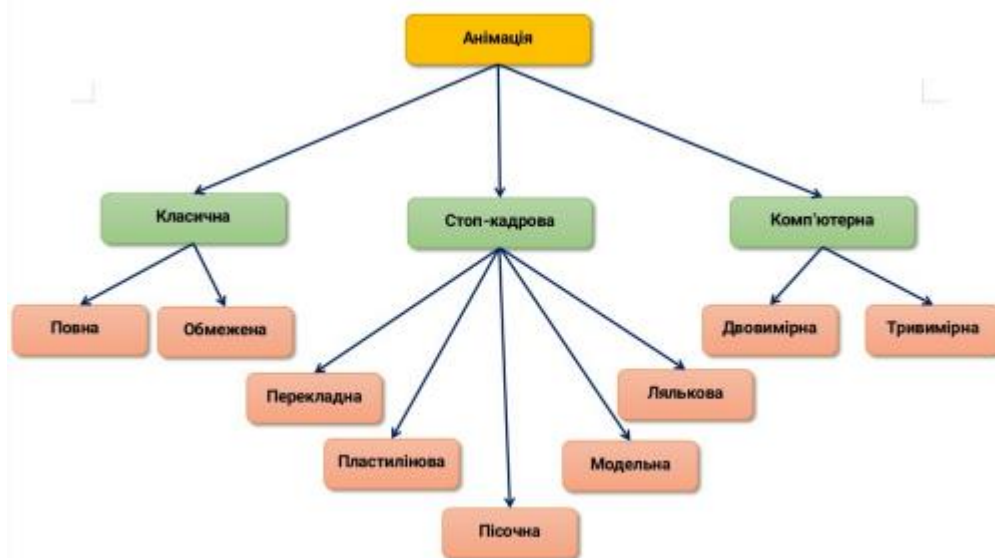 Анімація
Класична
Стоп-кадрова
Комп'ютерна
Повна
Обмежена
Двовимірна
Тривимірна
Перекладна
Лялькова
Пластилінова
Модельна
Пісочна